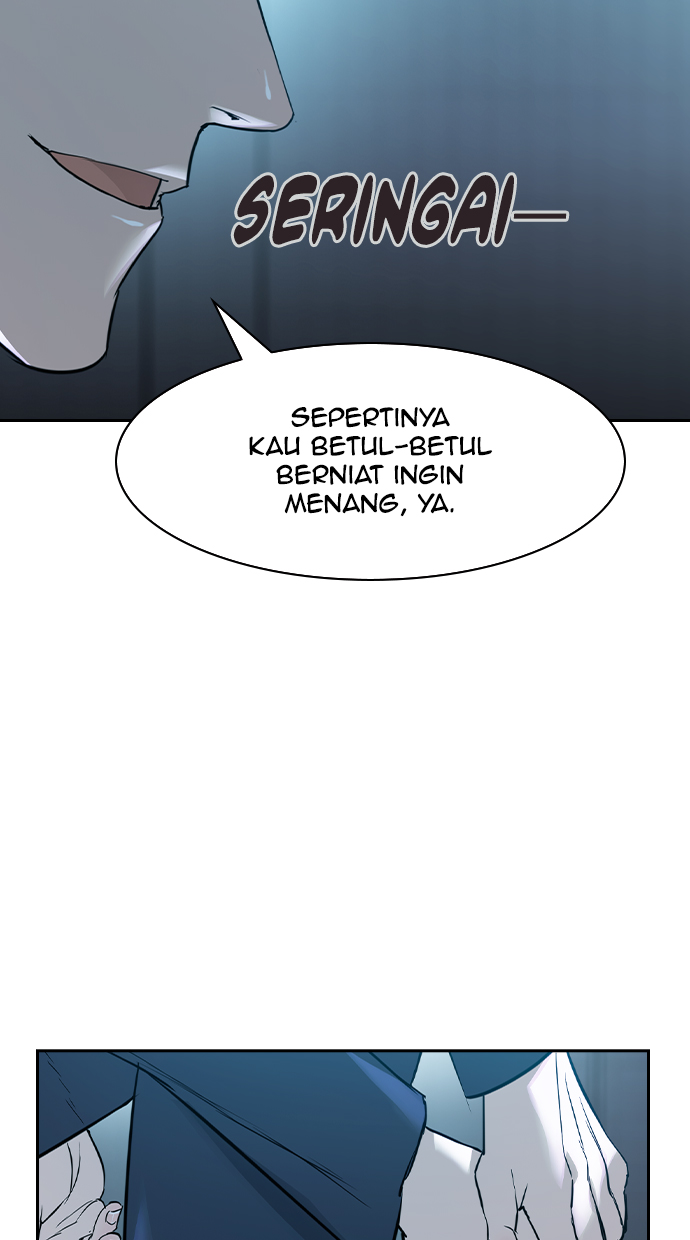 SERINGAI—
SEPERTINYA
KAU BETUL-BETUL
BERNIAT INGIN
MENANG, YA.